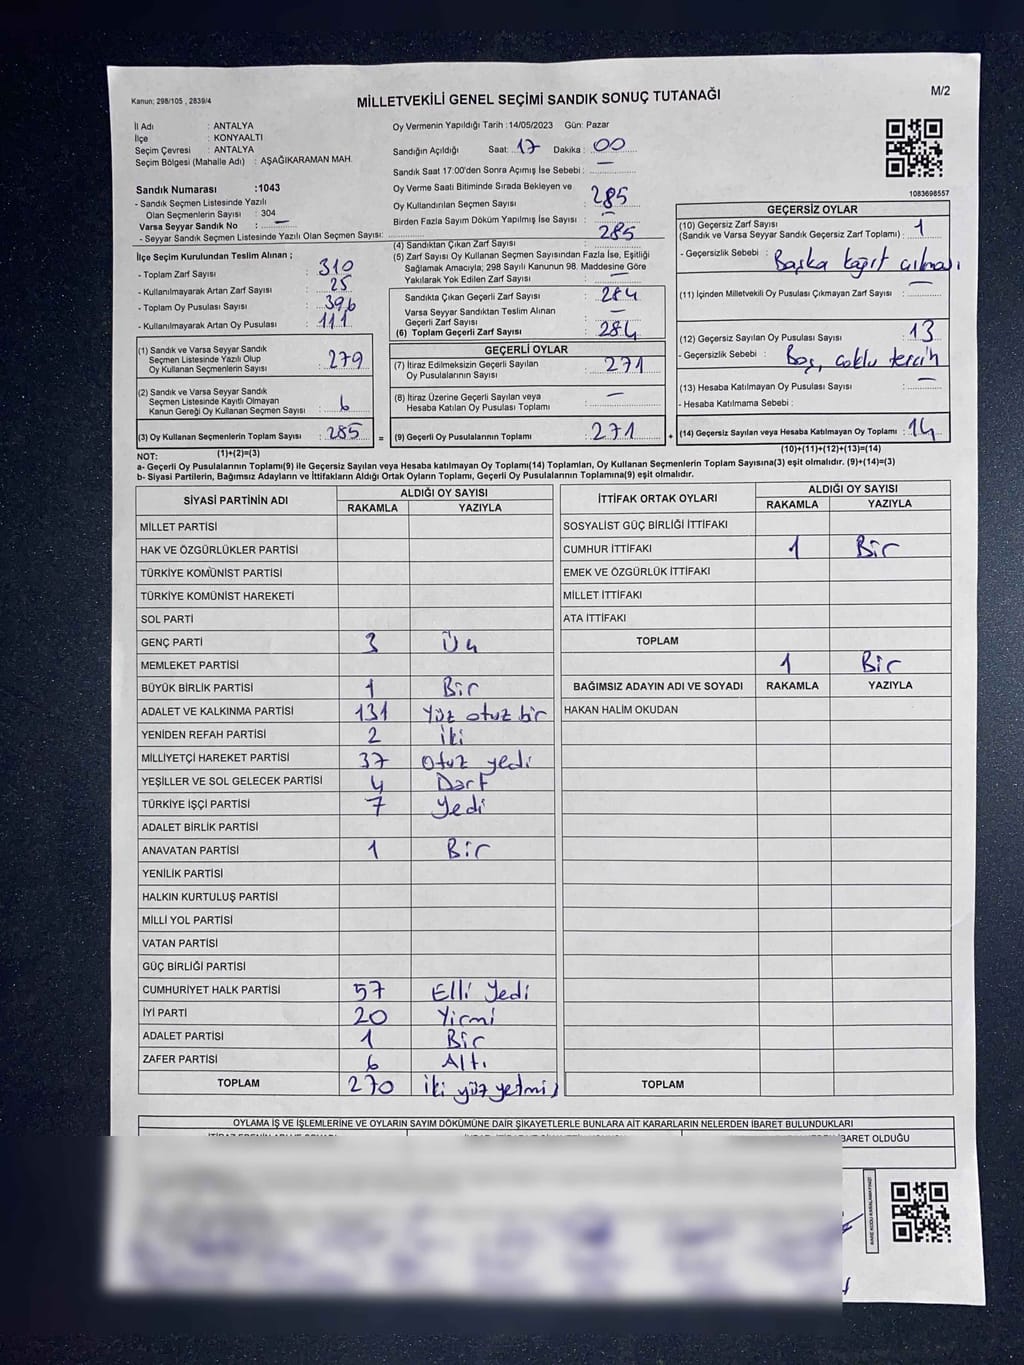 Kanun; 298/105 , 2839/4
MİLLETVEKİLİ GENEL SEÇİMİ SANDIK SONUÇ TUTANAĞI
M/2
İl Adı : ANTALYA
İlçe : KONYAALTI
Seçim Çevresi : ANTALYA
Seçim Bölgesi (Mahalle Adı) : AŞAĞIKARAMAN MAH.
Sandık Numarası :1043
- Sandık Seçmen Listesinde Yazılı
Olan Seçmenlerin Sayısı : 304
Varsa Seyyar Sandık No : —
- Seyyar Sandık Seçmen Listesinde Yazılı Olan Seçmen Sayısı:
Oy Vermenin Yapıldığı Tarih :14/05/2023 Gün: Pazar
Sandığın Açıldığı Saat: 17 Dakika : 00
Sandık Saat 17:00'den Sonra Açımış İse Sebebi : —
Oy Verme Saati Bitiminde Sırada Bekleyen ve
Oy Kullandırılan Seçmen Sayısı : 285
Birden Fazla Sayım Döküm Yapılmış İse Sayısı : —
1083698557
İlçe Seçim Kurulundan Teslim Alınan ;
- Toplam Zarf Sayısı : 310
- Kullanılmayarak Artan Zarf Sayısı : 25
- Toplam Oy Pusulası Sayısı : 396
- Kullanılmayarak Artan Oy Pusulası : 111
(1) Sandık ve Varsa Seyyar Sandık
Seçmen Listesinde Yazılı Olup
Oy Kullanan Seçmenlerin Sayısı : 279
(2) Sandık ve Varsa Seyyar Sandık
Seçmen Listesinde Kayıtlı Olmayan
Kanun Gereği Oy Kullanan Seçmen Sayısı : 6
(3) Oy Kullanan Seçmenlerin Toplam Sayısı : 285 =
(1)+(2)=(3)
(4) Sandıktan Çıkan Zarf Sayısı : 285
(5) Zarf Sayısı Oy Kullanan Seçmen Sayısından Fazla İse, Eşitliği
Sağlamak Amacıyla; 298 Sayılı Kanunun 98. Maddesine Göre
Yakılarak Yok Edilen Zarf Sayısı : —
Sandıkta Çıkan Geçerli Zarf Sayısı : 284
Varsa Seyyar Sandıktan Teslim Alınan
Geçerli Zarf Sayısı : —
(6) Toplam Geçerli Zarf Sayısı : 284
GEÇERLİ OYLAR
(7) İtiraz Edilmeksizin Geçerli Sayılan
Oy Pusulalarının Sayısı : 271
(8) İtiraz Üzerine Geçerli Sayılan veya
Hesaba Katılan Oy Pusulası Toplamı : —
(9) Geçerli Oy Pusulalarının Toplamı : 271 +
GEÇERSİZ OYLAR
(10) Geçersiz Zarf Sayısı
(Sandık ve Varsa Seyyar Sandık Geçersiz Zarf Toplamı) : 1
- Geçersizlik Sebebi : Başka kağıt çıkması
(11) İçinden Milletvekili Oy Pusulası Çıkmayan Zarf Sayısı : —
(12) Geçersiz Sayılan Oy Pusulası Sayısı : 13
- Geçersizlik Sebebi : Boş, çoklu tercih
(13) Hesaba Katılmayan Oy Pusulası Sayısı : —
- Hesaba Katılmama Sebebi :
(14) Geçersiz Sayılan veya Hesaba Katılmayan Oy Toplamı : 14
(10)+(11)+(12)+(13)=(14)
NOT:
a- Geçerli Oy Pusulalarının Toplamı(9) ile Geçersiz Sayılan veya Hesaba katılmayan Oy Toplamı(14) Toplamları, Oy Kullanan Seçmenlerin Toplam Sayısına(3) eşit olmalıdır. (9)+(14)=(3)
b- Siyasi Partilerin, Bağımsız Adayların ve İttifakların Aldığı Ortak Oyların Toplamı, Geçerli Oy Pusulalarının Toplamına(9) eşit olmalıdır.
SİYASİ PARTİNİN ADI ALDIĞI OY SAYISI
RAKAMLA YAZIYLA
MİLLET PARTİSİ
HAK VE ÖZGÜRLÜKLER PARTİSİ
TÜRKİYE KOMÜNİST PARTİSİ
TÜRKİYE KOMÜNİST HAREKETİ
SOL PARTİ
GENÇ PARTİ 3 Üç
MEMLEKET PARTİSİ
BÜYÜK BİRLİK PARTİSİ 1 Bir
ADALET VE KALKINMA PARTİSİ 131 Yüz otuz bir
YENİDEN REFAH PARTİSİ 2 iki
MİLLİYETÇİ HAREKET PARTİSİ 37 Otuz yedi
YEŞİLLER VE SOL GELECEK PARTİSİ 4 Dört
TÜRKİYE İŞÇİ PARTİSİ 7 Yedi
ADALET BİRLİK PARTİSİ
ANAVATAN PARTİSİ 1 Bir
YENİLİK PARTİSİ
HALKIN KURTULUŞ PARTİSİ
MİLLİ YOL PARTİSİ
VATAN PARTİSİ
GÜÇ BİRLİĞİ PARTİSİ
CUMHURİYET HALK PARTİSİ 57 Elli Yedi
İYİ PARTİ 20 Yirmi
ADALET PARTİSİ 1 Bir
ZAFER PARTİSİ 6 Altı
TOPLAM 270 iki yüz yetmiş
İTTİFAK ORTAK OYLARI ALDIĞI OY SAYISI
RAKAMLA YAZIYLA
SOSYALİST GÜÇ BİRLİĞİ İTTİFAKI
CUMHUR İTTİFAKI 1 Bir
EMEK VE ÖZGÜRLÜK İTTİFAKI
MİLLET İTTİFAKI
ATA İTTİFAKI
TOPLAM
1 Bir
BAĞIMSIZ ADAYIN ADI VE SOYADI RAKAMLA YAZIYLA
HAKAN HALİM OKUDAN
TOPLAM
OYLAMA İŞ VE İŞLEMLERİNE VE OYLARIN SAYIM DÖKÜMÜNE DAİR ŞİKAYETLERLE BUNLARA AİT KARARLARIN NELERDEN İBARET BULUNDUKLARI
BARET OLDUĞU
KARE KODU KARALAMAYINIZ!